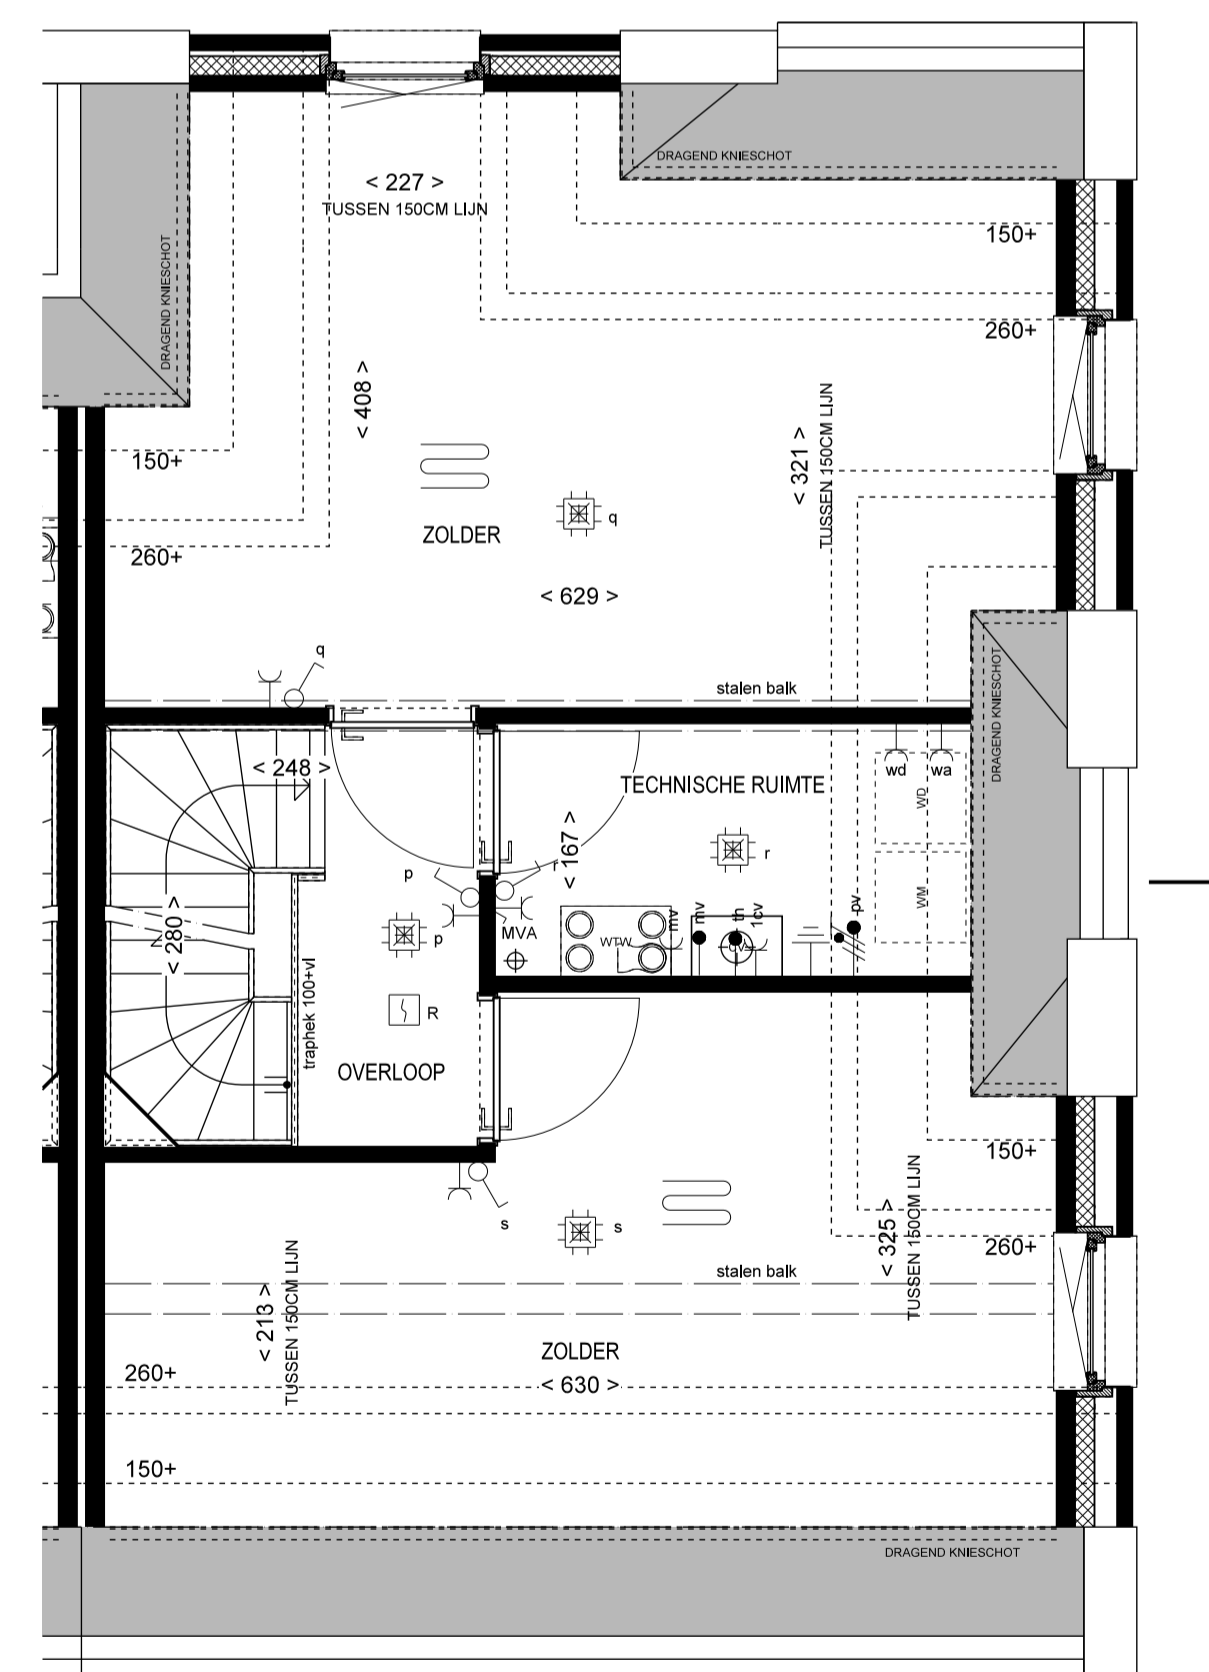 DRAGEND KNIESCHOT
< 227 >
TUSSEN 150CM LIJN
150+
DRAGEND KNIESCHOT
260+
< 408 >
150+
< 321 >
TUSSEN 150CM LIJN
q
ZOLDER
260+
< 629 >
q
stalen balk
DRAGEND KNIESCHOT
< 248 >
TECHNISCHE RUIMTE
wd
wa
WD
< 167 >
r
p
r
WM
< 280 >
p
MVA
WTW
mv
mv
th
cv
1cv
pv
traphek 100+vl
R
OVERLOOP
150+
s
s
< 325 >
TUSSEN 150CM LIJN
260+
stalen balk
< 213 >
TUSSEN 150CM LIJN
ZOLDER
260+
< 630 >
150+
DRAGEND KNIESCHOT